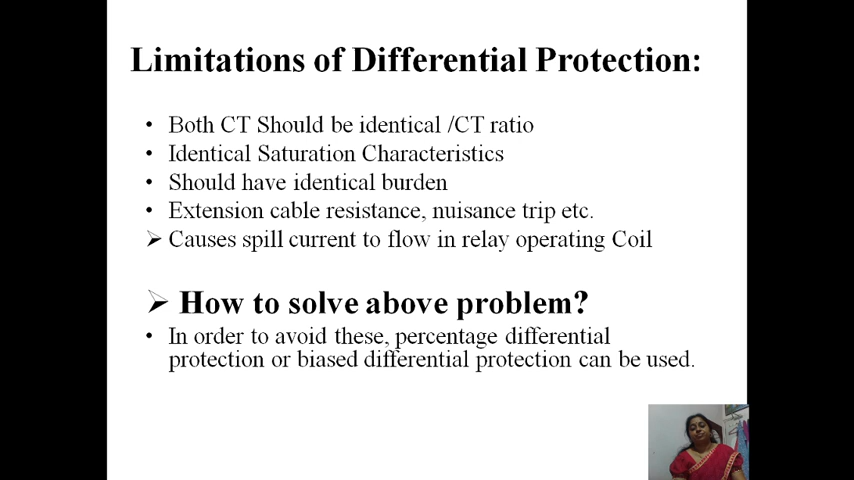 Limitations of Differential Protection:
• Both CT Should be identical /CT ratio
• Identical Saturation Characteristics
• Should have identical burden
• Extension cable resistance, nuisance trip etc.
➢ Causes spill current to flow in relay operating Coil
➢ How to solve above problem?
• In order to avoid these, percentage differential
protection or biased differential protection can be used.